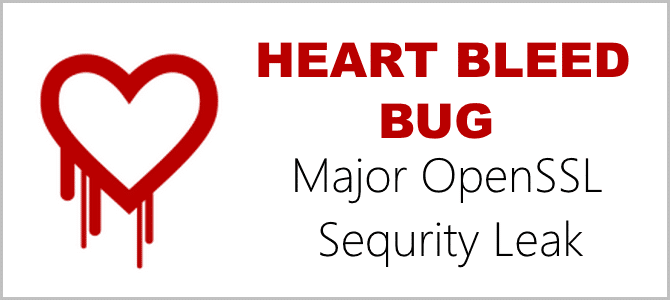 HEART BLEED
BUG
Major OpenSSL
Sequrity Leak